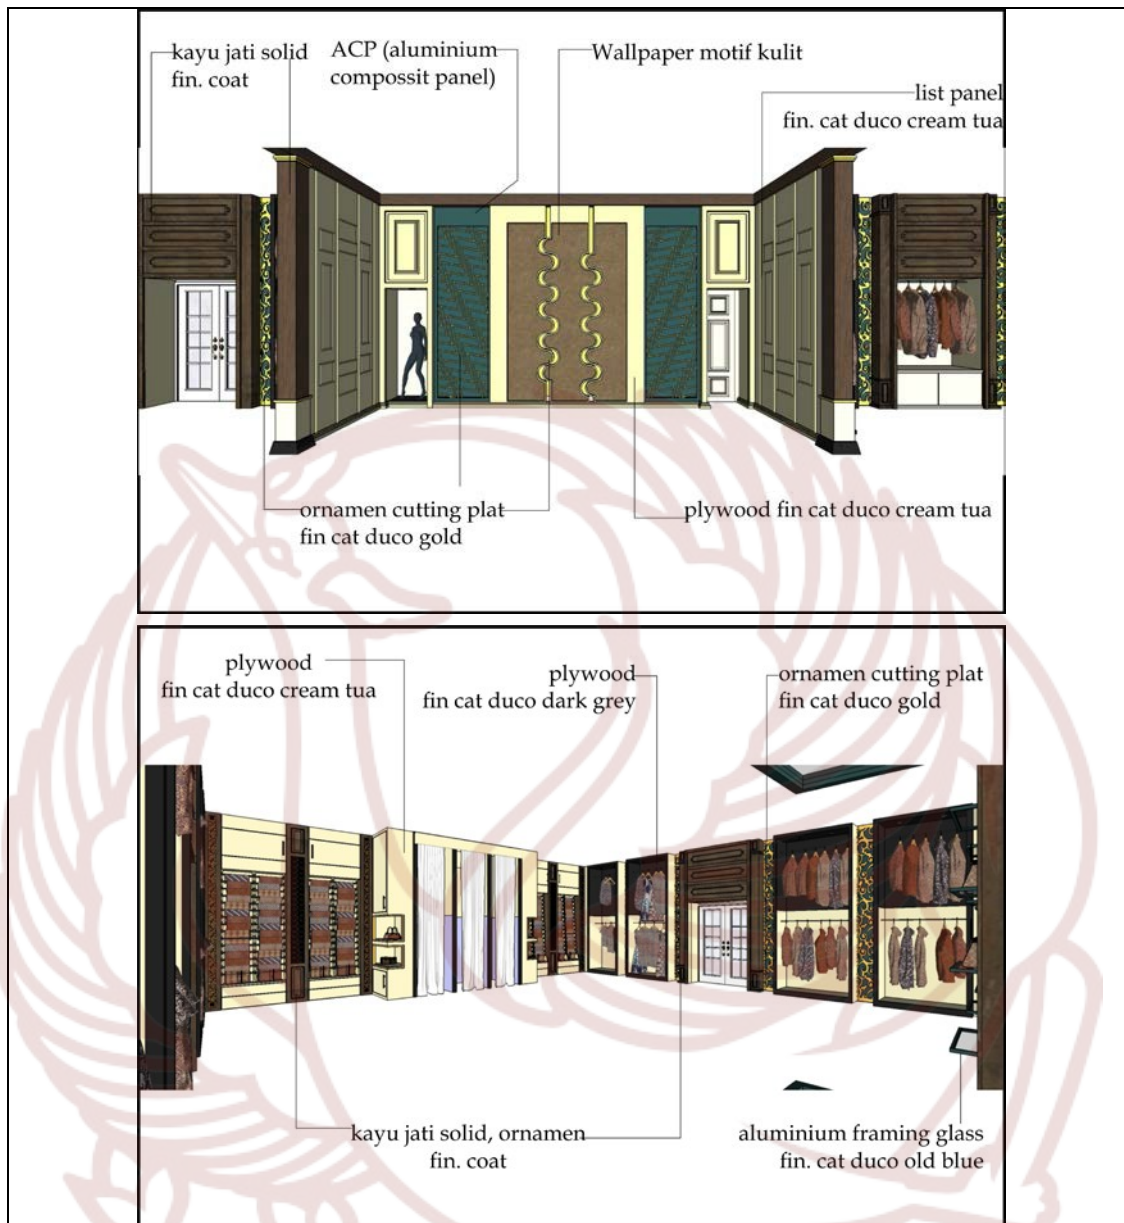 kayu jati solid
fin. coat
ACP (aluminium
compossit panel)
Wallpaper motif kulit
list panel
fin. cat duco cream tua
ornamen cutting plat
fin cat duco gold
plywood fin cat duco cream tua
plywood
fin cat duco cream tua
plywood
fin cat duco dark grey
ornamen cutting plat
fin cat duco gold
kayu jati solid, ornamen
fin. coat
aluminium framing glass
fin. cat duco old blue